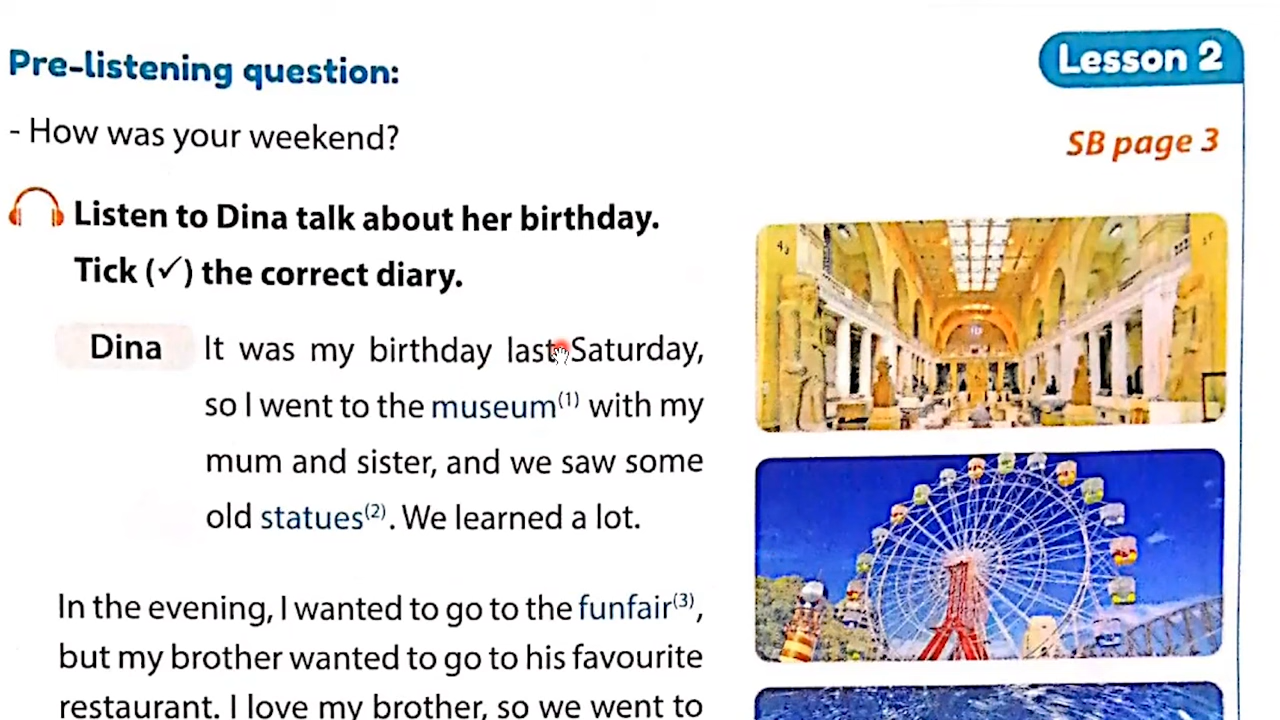 Pre-listening question:
Lesson 2
- How was your weekend?
SB page 3
Listen to Dina talk about her birthday.
Tick (✓) the correct diary.
Dina It was my birthday last Saturday,
so I went to the museum(1) with my
mum and sister, and we saw some
old statues(2). We learned a lot.
In the evening, I wanted to go to the funfair(3),
but my brother wanted to go to his favourite
restaurant. I love my brother, so we went to